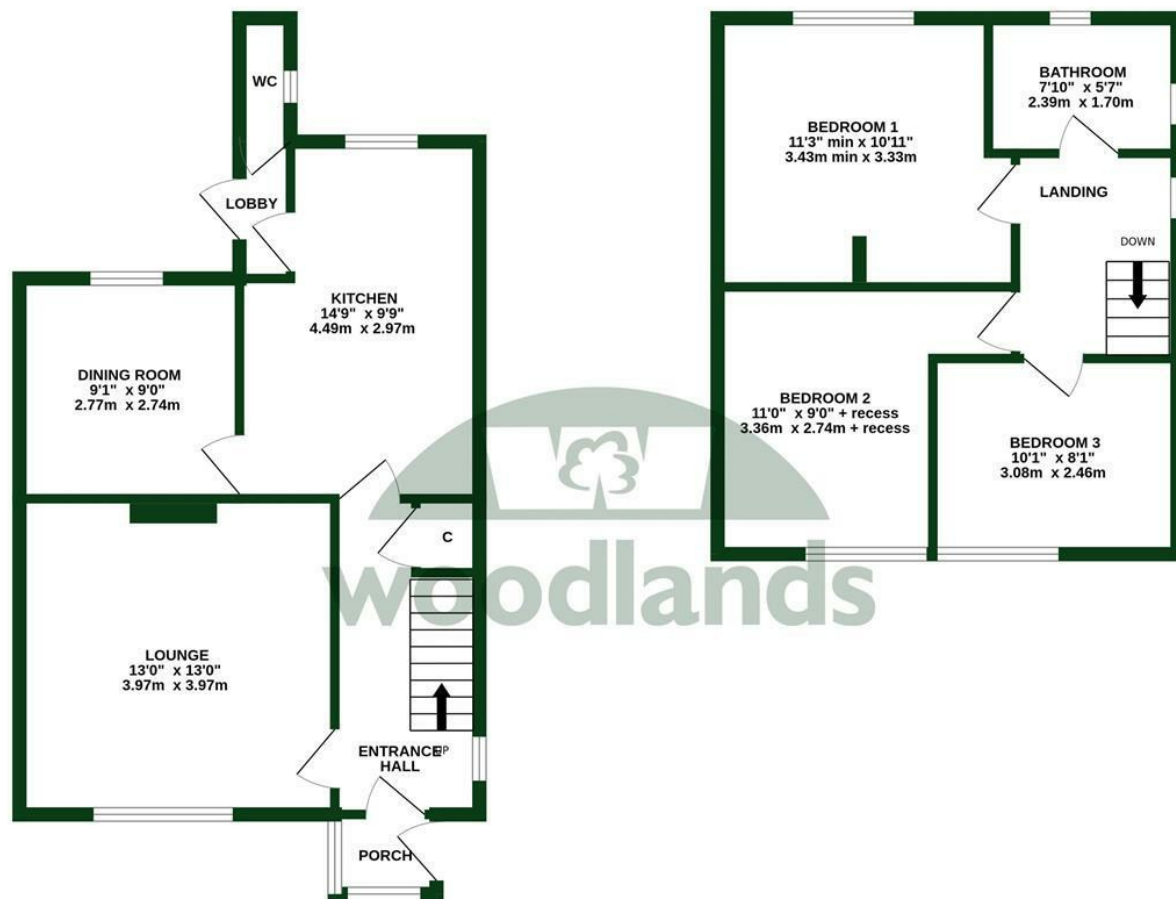 WC
LOBBY
KITCHEN
14'9" x 9'9"
4.49m x 2.97m
DINING ROOM
9'1" x 9'0"
2.77m x 2.74m
C
LOUNGE
13'0" x 13'0"
3.97m x 3.97m
UP
ENTRANCE
HALL
PORCH
BATHROOM
7'10" x 5'7"
2.39m x 1.70m
BEDROOM 1
11'3" min x 10'11"
3.43m min x 3.33m
LANDING
DOWN
BEDROOM 2
11'0" x 9'0" + recess
3.36m x 2.74m + recess
BEDROOM 3
10'1" x 8'1"
3.08m x 2.46m
woodlands